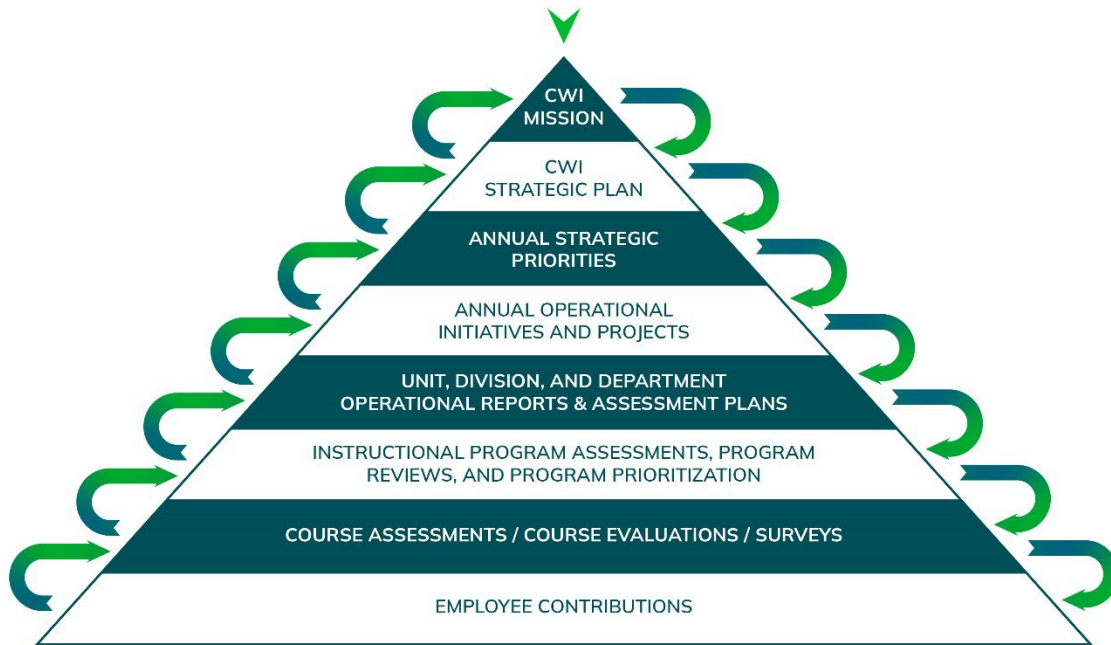 CWI
MISSION
CWI
STRATEGIC PLAN
ANNUAL STRATEGIC
PRIORITIES
ANNUAL OPERATIONAL
INITIATIVES AND PROJECTS
UNIT, DIVISION, AND DEPARTMENT
OPERATIONAL REPORTS & ASSESSMENT PLANS
INSTRUCTIONAL PROGRAM ASSESSMENTS, PROGRAM
REVIEWS, AND PROGRAM PRIORITIZATION
COURSE ASSESSMENTS / COURSE EVALUATIONS / SURVEYS
EMPLOYEE CONTRIBUTIONS